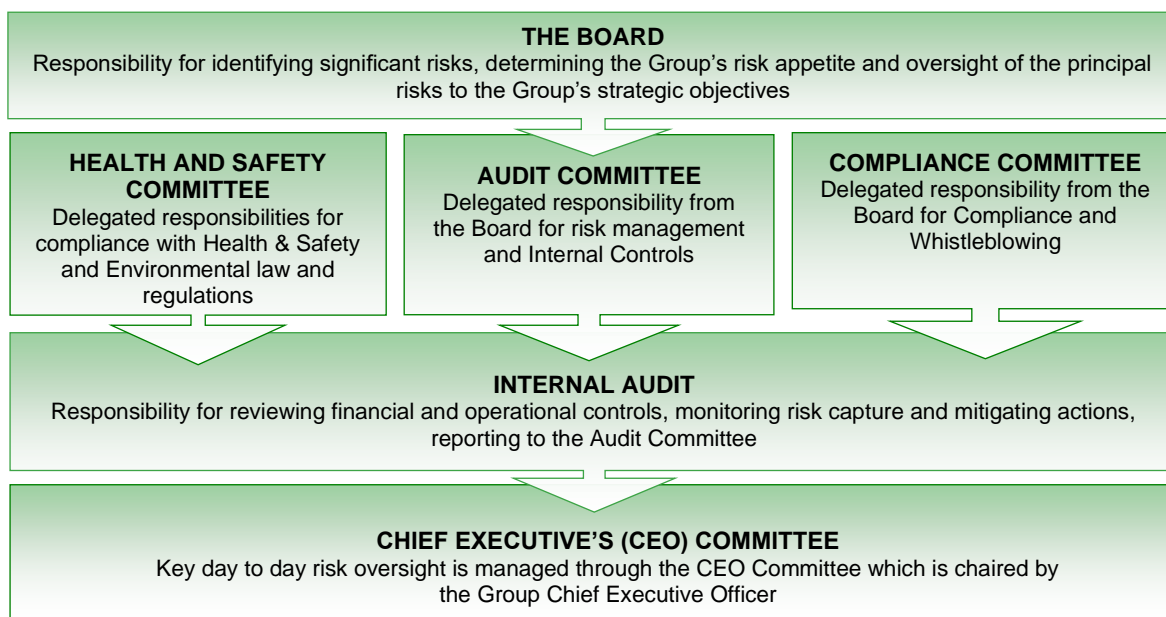 THE BOARD
Responsibility for identifying significant risks, determining the Group's risk appetite and oversight of the principal
risks to the Group's strategic objectives
HEALTH AND SAFETY
COMMITTEE
Delegated responsibilities for
compliance with Health & Safety
and Environmental law and
regulations
AUDIT COMMITTEE
Delegated responsibility from
the Board for risk management
and Internal Controls
COMPLIANCE COMMITTEE
Delegated responsibility from the
Board for Compliance and
Whistleblowing
INTERNAL AUDIT
Responsibility for reviewing financial and operational controls, monitoring risk capture and mitigating actions,
reporting to the Audit Committee
CHIEF EXECUTIVE'S (CEO) COMMITTEE
Key day to day risk oversight is managed through the CEO Committee which is chaired by
the Group Chief Executive Officer